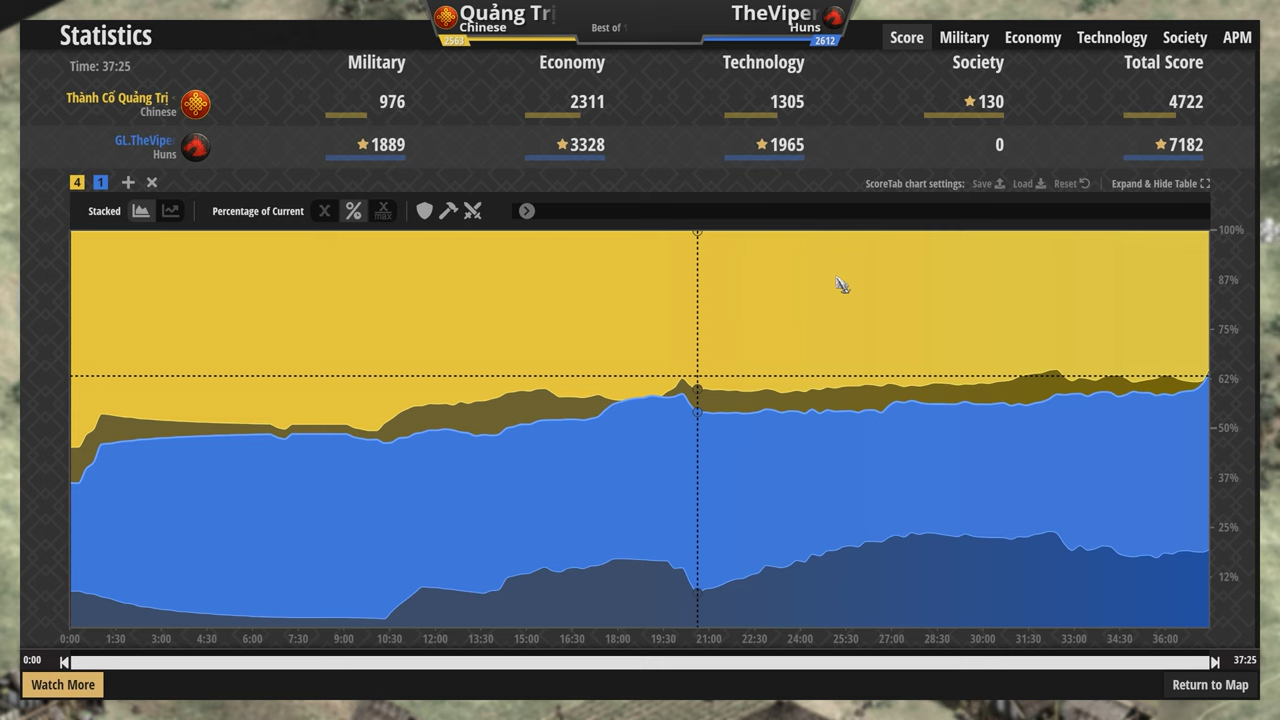 Quảng Trị
Chinese
2563
Best of
TheViper
Huns
2612
Statistics
Score Military Economy Technology Society APM
Time: 37:25
Military Economy Technology Society Total Score
Thành Cố Quảng Trị -
Chinese
976 2311 1305 130 4722
GL.TheVipe
Huns
1889 3328 1965 0 7182
4 1 + ×
ScoreTab chart settings: Save Load Reset Expand & Hide Table
Stacked Percentage of Current X % X max
100%
87%
75%
62%
50%
37%
25%
12%
0:00 1:30 3:00 4:30 6:00 7:30 9:00 10:30 12:00 13:30 15:00 16:30 18:00 19:30 21:00 22:30 24:00 25:30 27:00 28:30 30:00 31:30 33:00 34:30 36:00
0:00 37:25
Watch More Return to Map